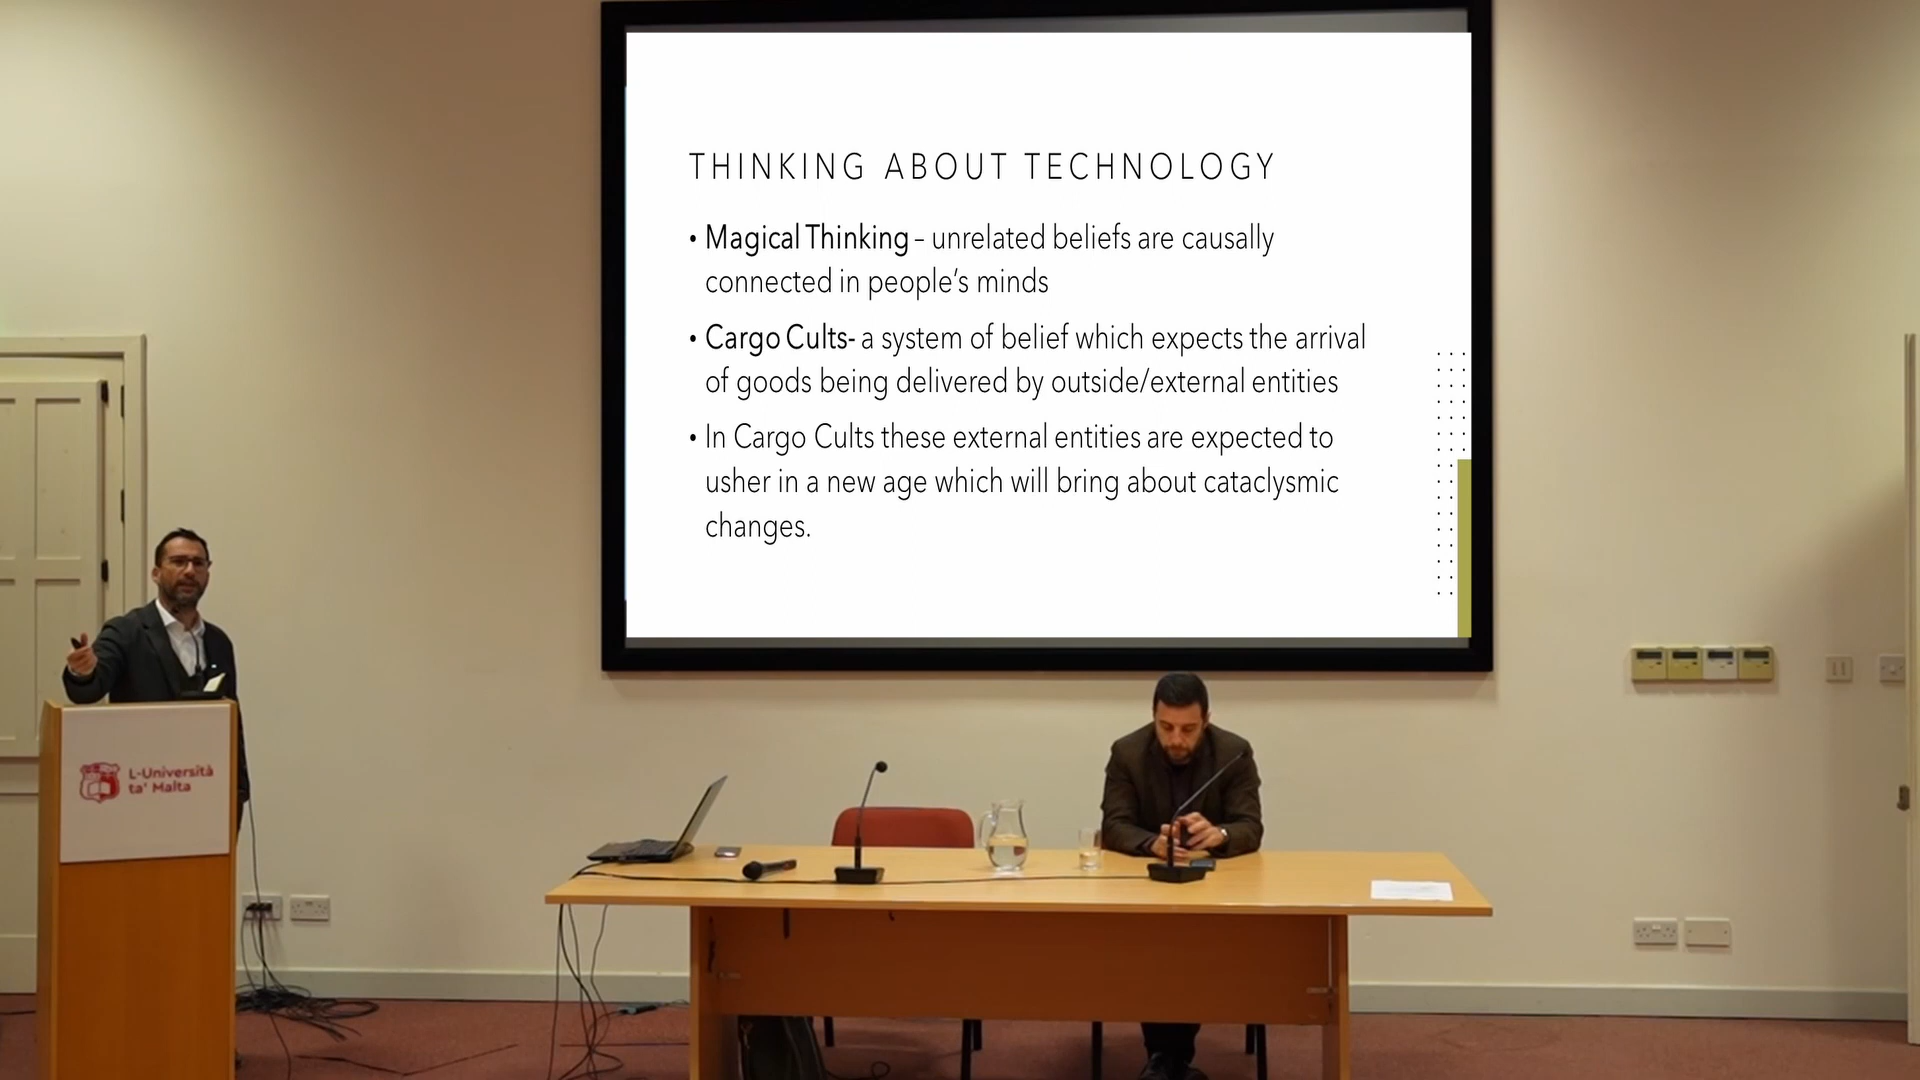 THINKING ABOUT TECHNOLOGY
• Magical Thinking – unrelated beliefs are causally
connected in people’s minds
• Cargo Cults- a system of belief which expects the arrival
of goods being delivered by outside/external entities
• In Cargo Cults these external entities are expected to
usher in a new age which will bring about cataclysmic
changes.
L-Università
ta' Malta